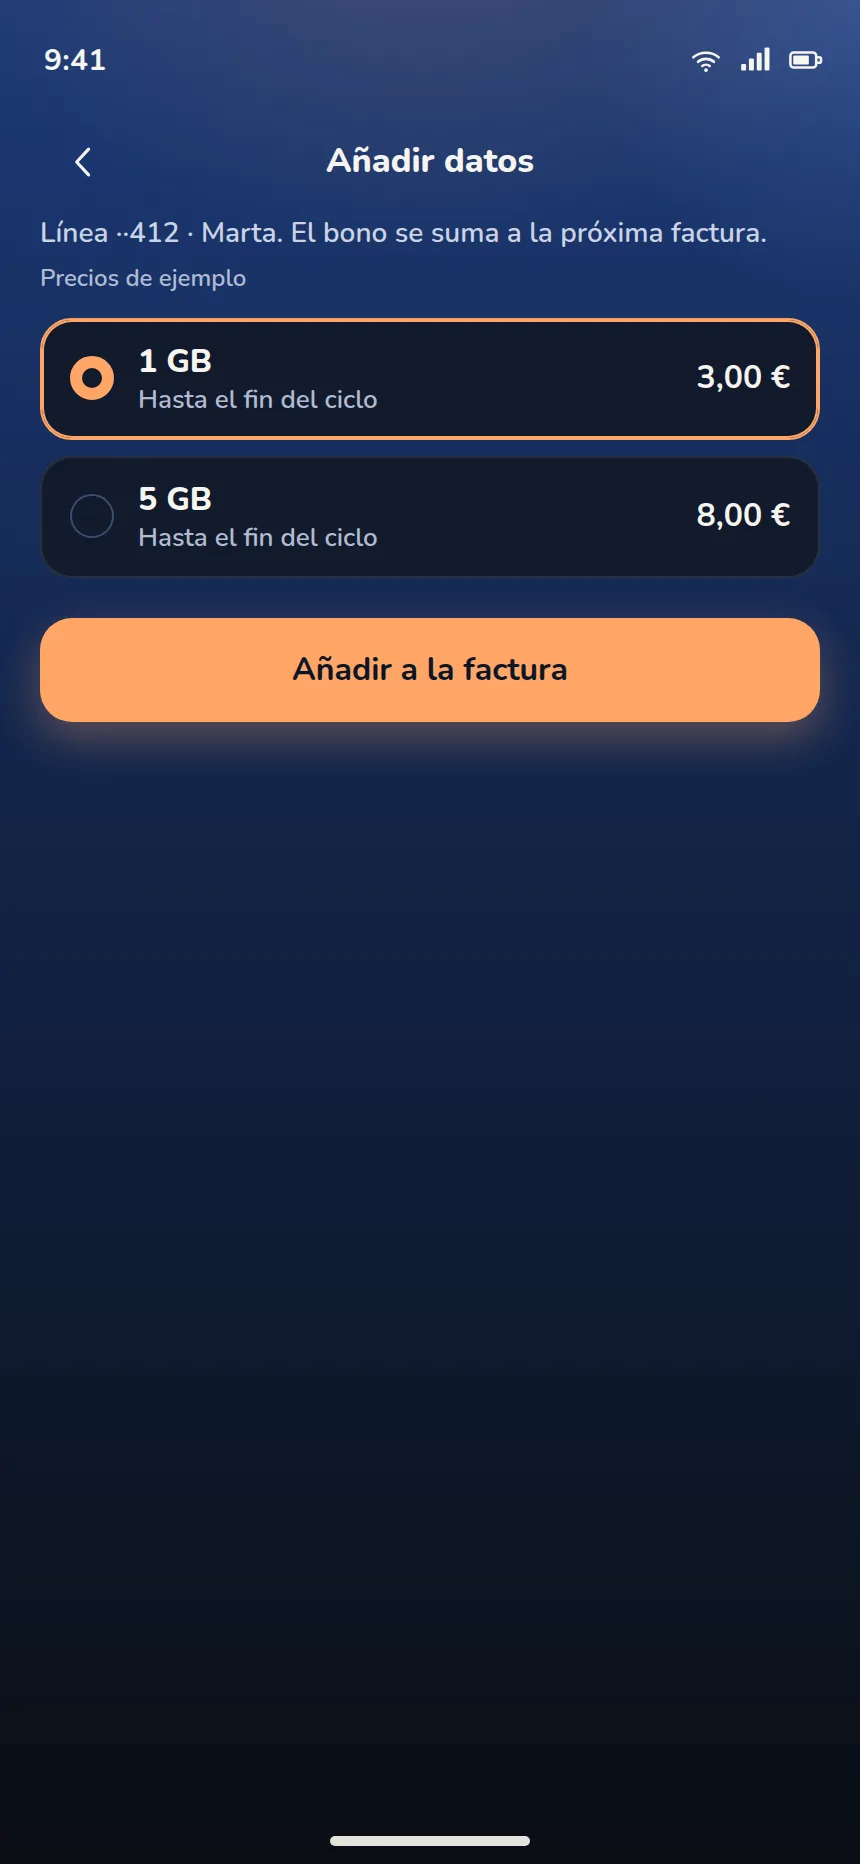 9:41
Añadir datos
Línea ··412 · Marta. El bono se suma a la próxima factura.
Precios de ejemplo
1 GB
Hasta el fin del ciclo
3,00 €
5 GB
Hasta el fin del ciclo
8,00 €
Añadir a la factura